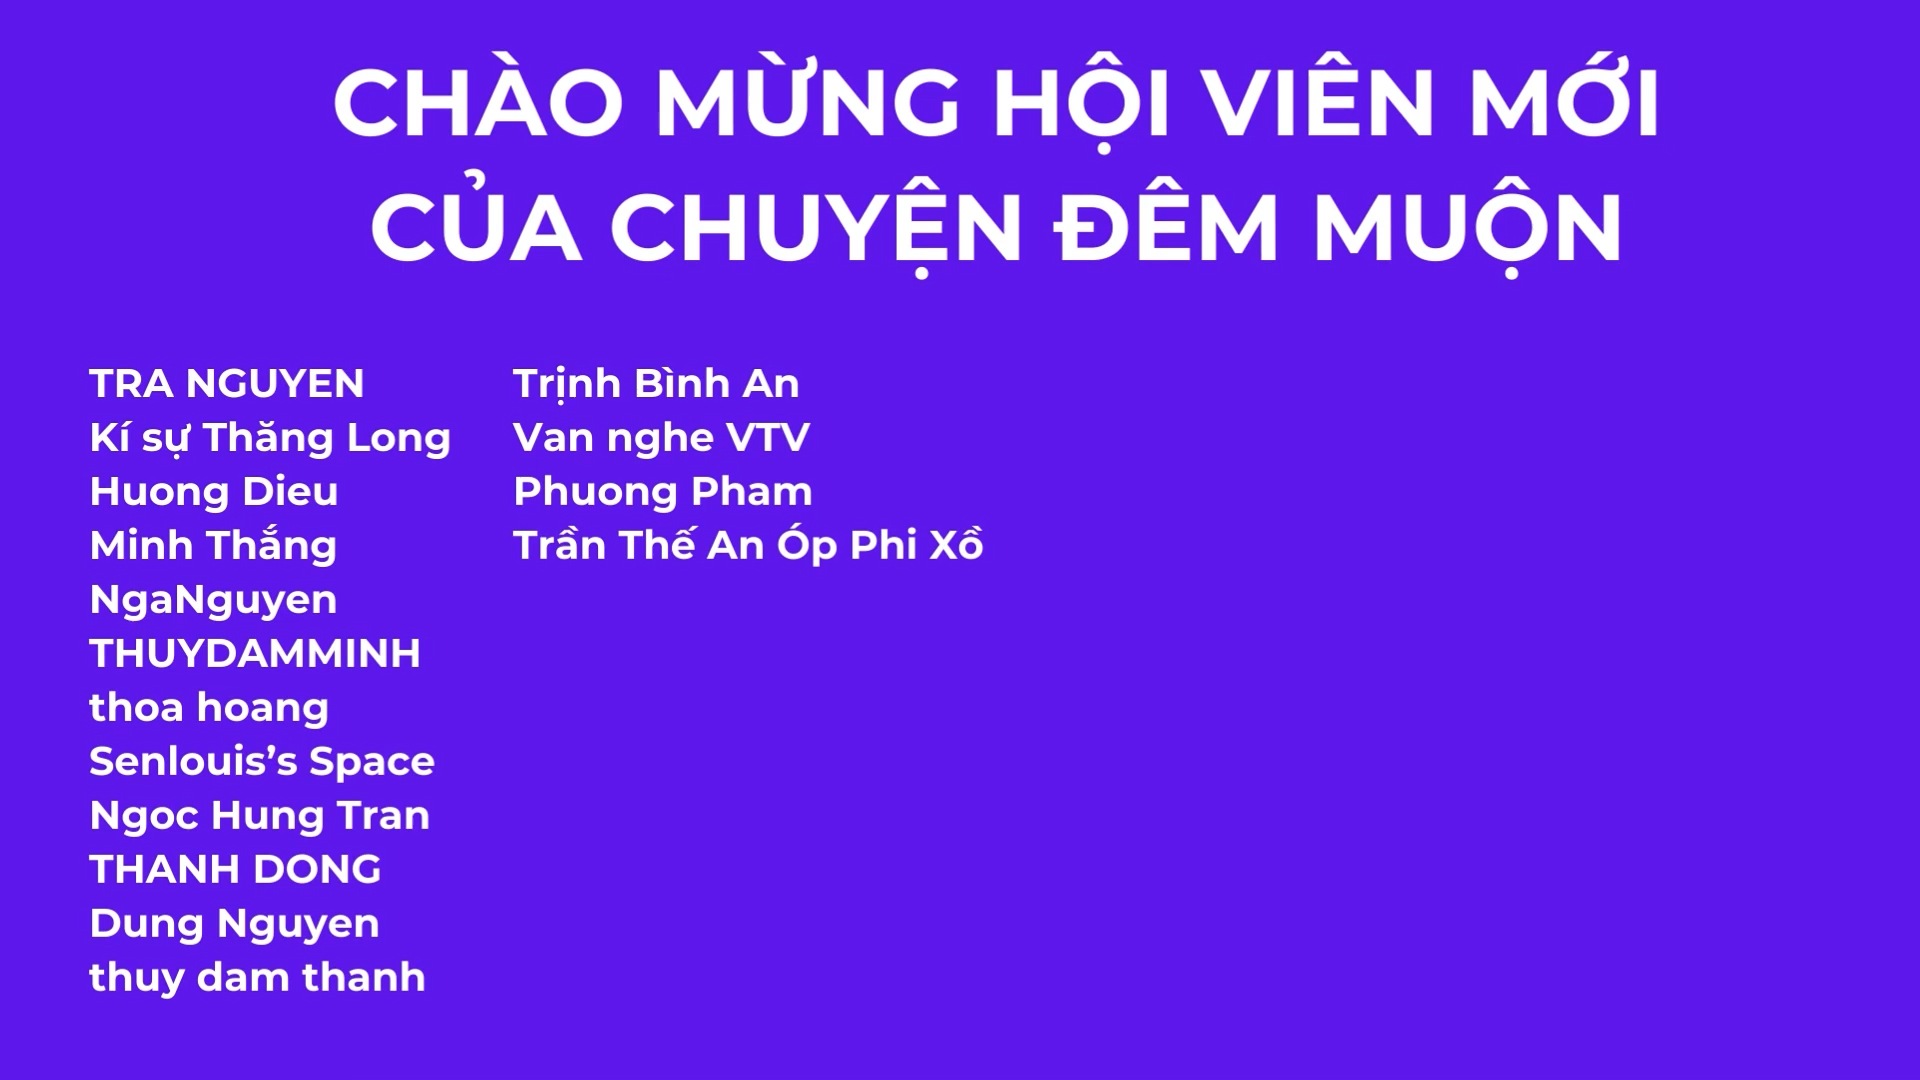 CHÀO MỪNG HỘI VIÊN MỚI
CỦA CHUYỆN ĐÊM MUỘN
TRA NGUYEN
Kí sự Thăng Long
Huong Dieu
Minh Thắng
NgaNguyen
THUYDAMMINH
thoa hoang
Senlouis’s Space
Ngoc Hung Tran
THANH DONG
Dung Nguyen
thuy dam thanh
Trịnh Bình An
Van nghe VTV
Phuong Pham
Trần Thế An Óp Phi Xồ